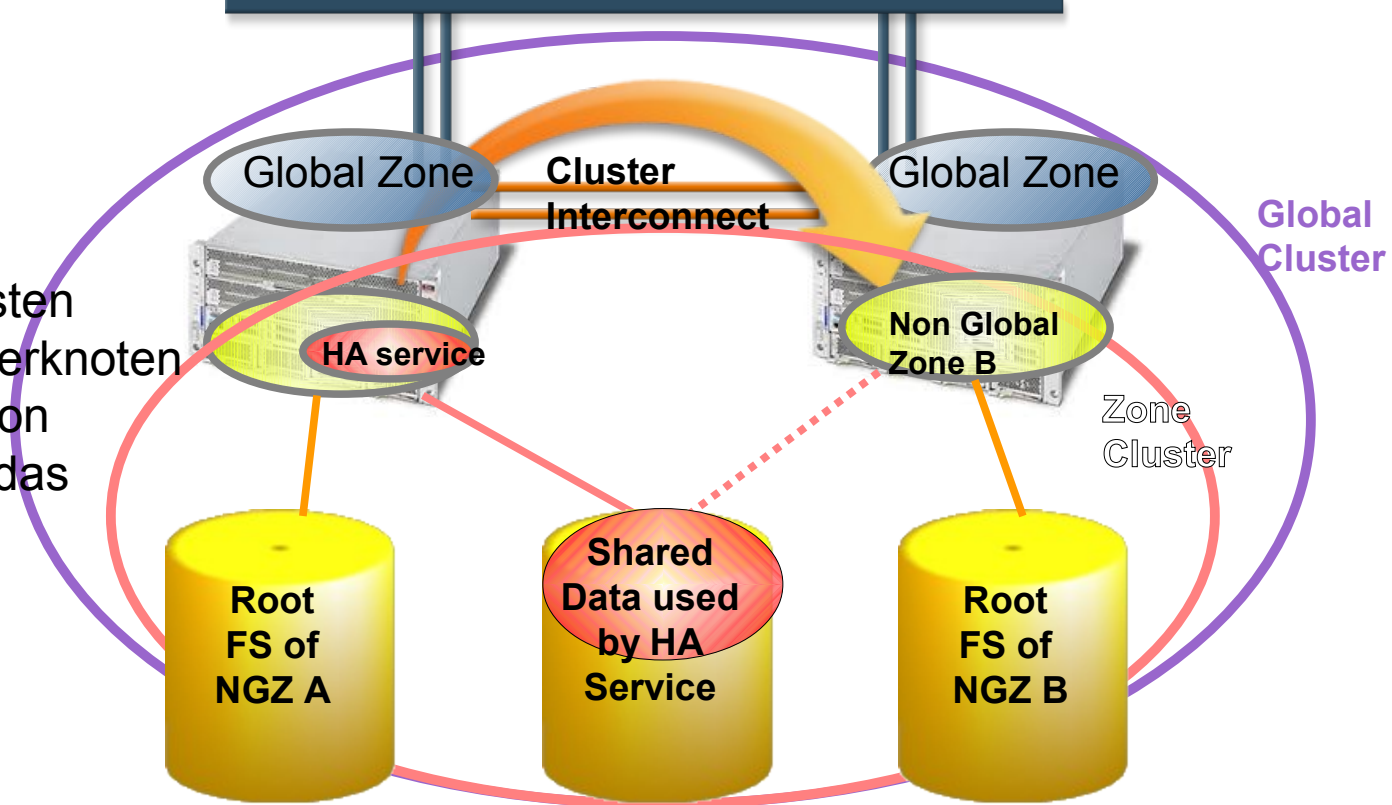 Global Zone
Cluster
Interconnect
Global Zone
Global
Cluster
sten
erknoten
on
das
HA service
Non Global
Zone B
Zone
Cluster
Root
FS of
NGZ A
Shared
Data used
by HA
Service
Root
FS of
NGZ B